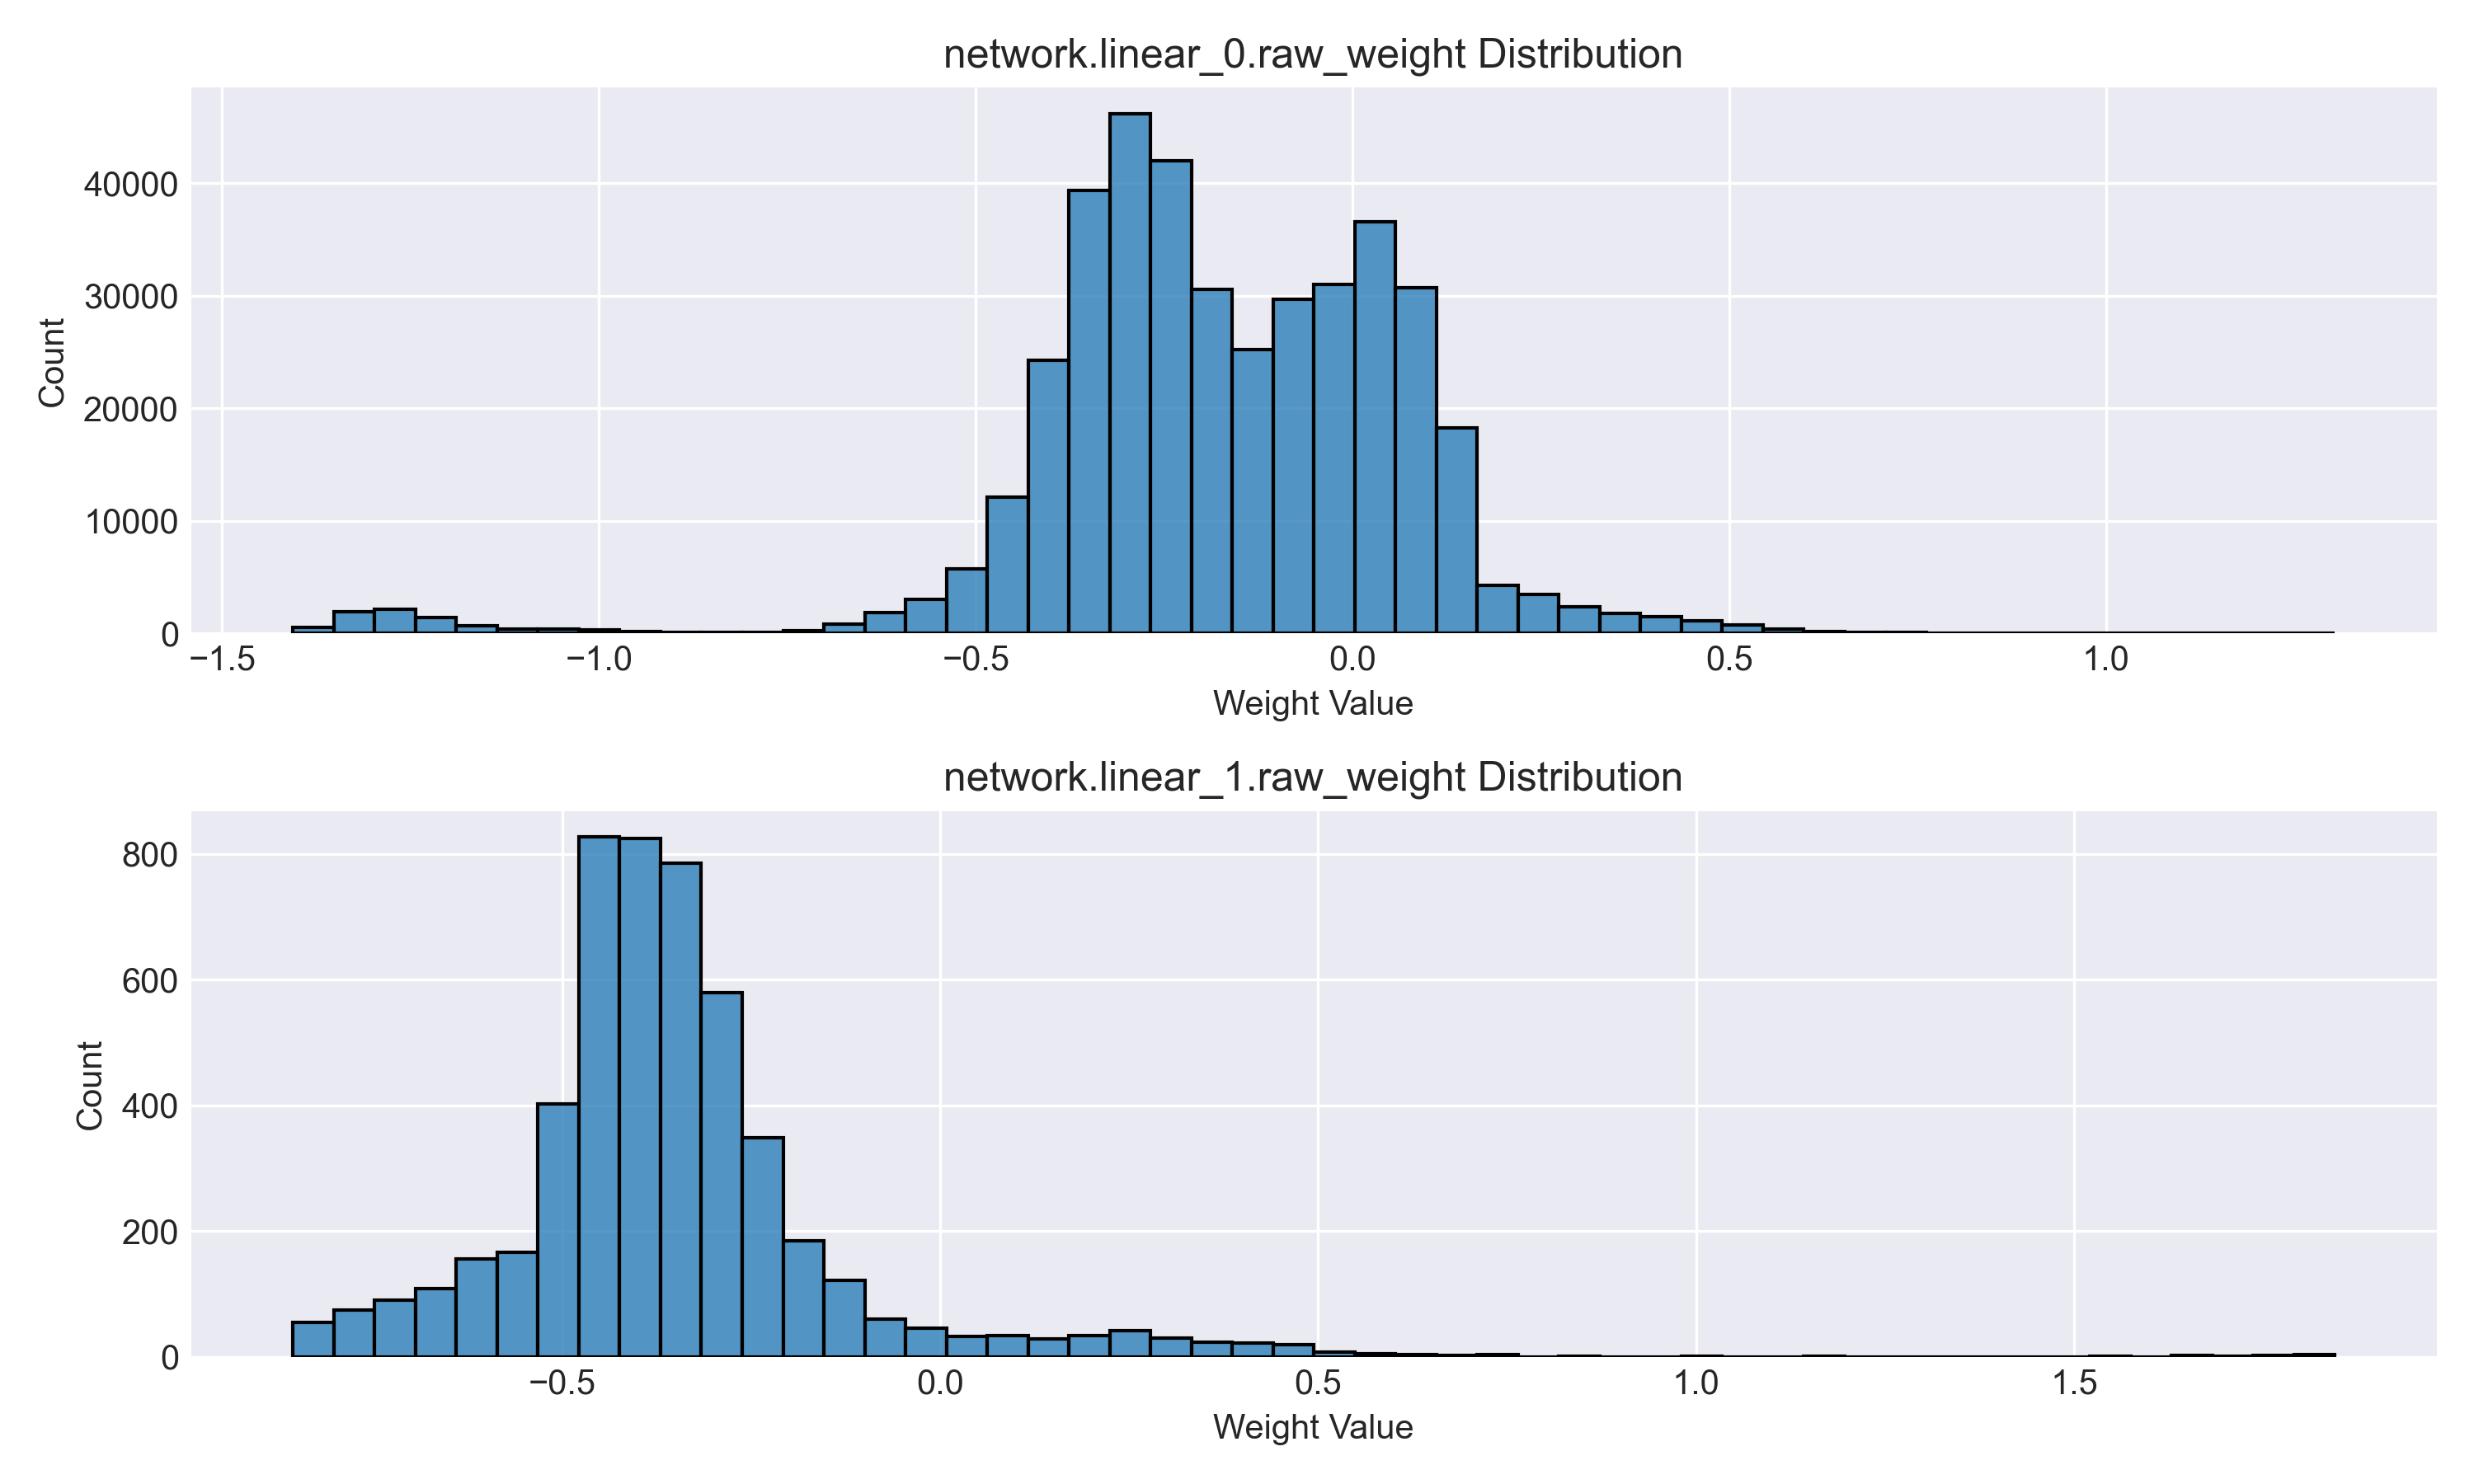 network.linear_0.raw_weight Distribution
40000
30000
20000
10000
0
Count
−1.5 −1.0 −0.5 0.0 0.5 1.0
Weight Value
network.linear_1.raw_weight Distribution
800
600
400
200
0
Count
−0.5 0.0 0.5 1.0 1.5
Weight Value